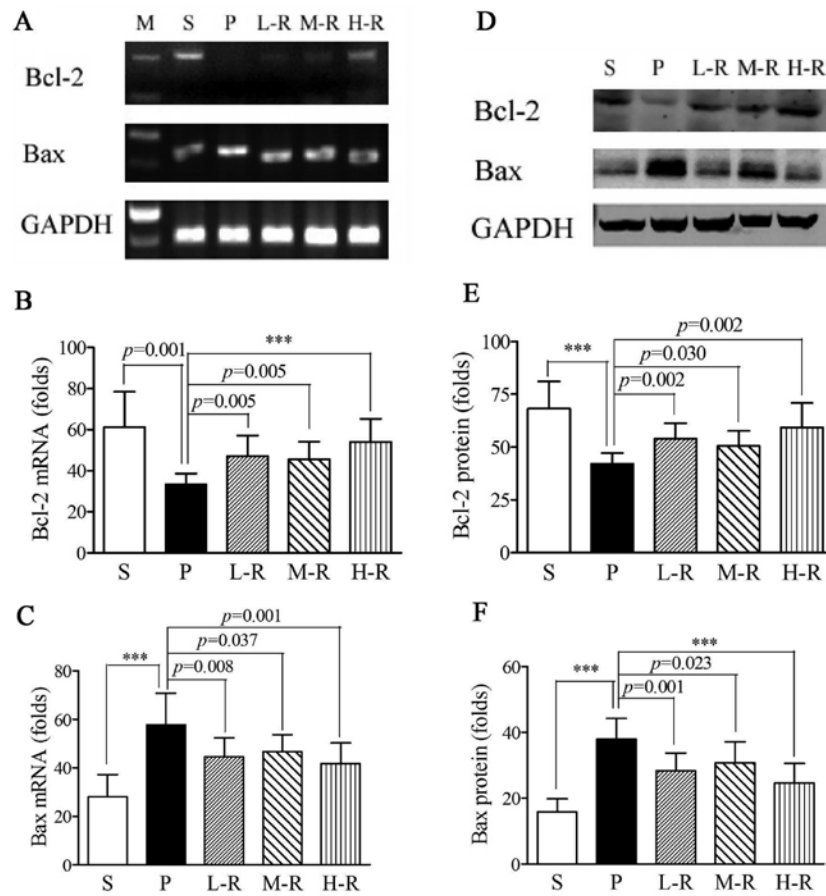 A
M S P L-R M-R H-R
Bcl-2
Bax
GAPDH
B
Bcl-2 mRNA (folds)
100
80
60
40
20
0
p=0.001
***
p=0.005
p=0.005
S P L-R M-R H-R
C
Bax mRNA (folds)
80
60
40
20
0
***
p=0.001
p=0.037
p=0.008
S P L-R M-R H-R
D
S P L-R M-R H-R
Bcl-2
Bax
GAPDH
E
Bcl-2 protein (folds)
100
75
50
25
0
***
p=0.002
p=0.030
p=0.002
S P L-R M-R H-R
F
Bax protein (folds)
60
40
20
0
***
***
p=0.023
p=0.001
S P L-R M-R H-R